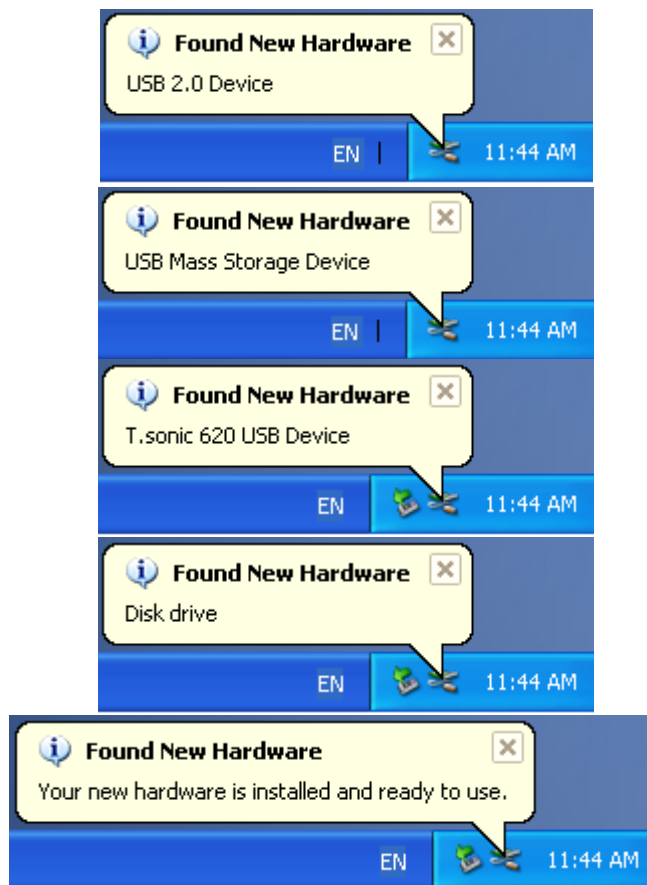 Found New Hardware
USB 2.0 Device
EN 11:44 AM
Found New Hardware
USB Mass Storage Device
EN 11:44 AM
Found New Hardware
T.sonic 620 USB Device
EN 11:44 AM
Found New Hardware
Disk drive
EN 11:44 AM
Found New Hardware
Your new hardware is installed and ready to use.
EN 11:44 AM